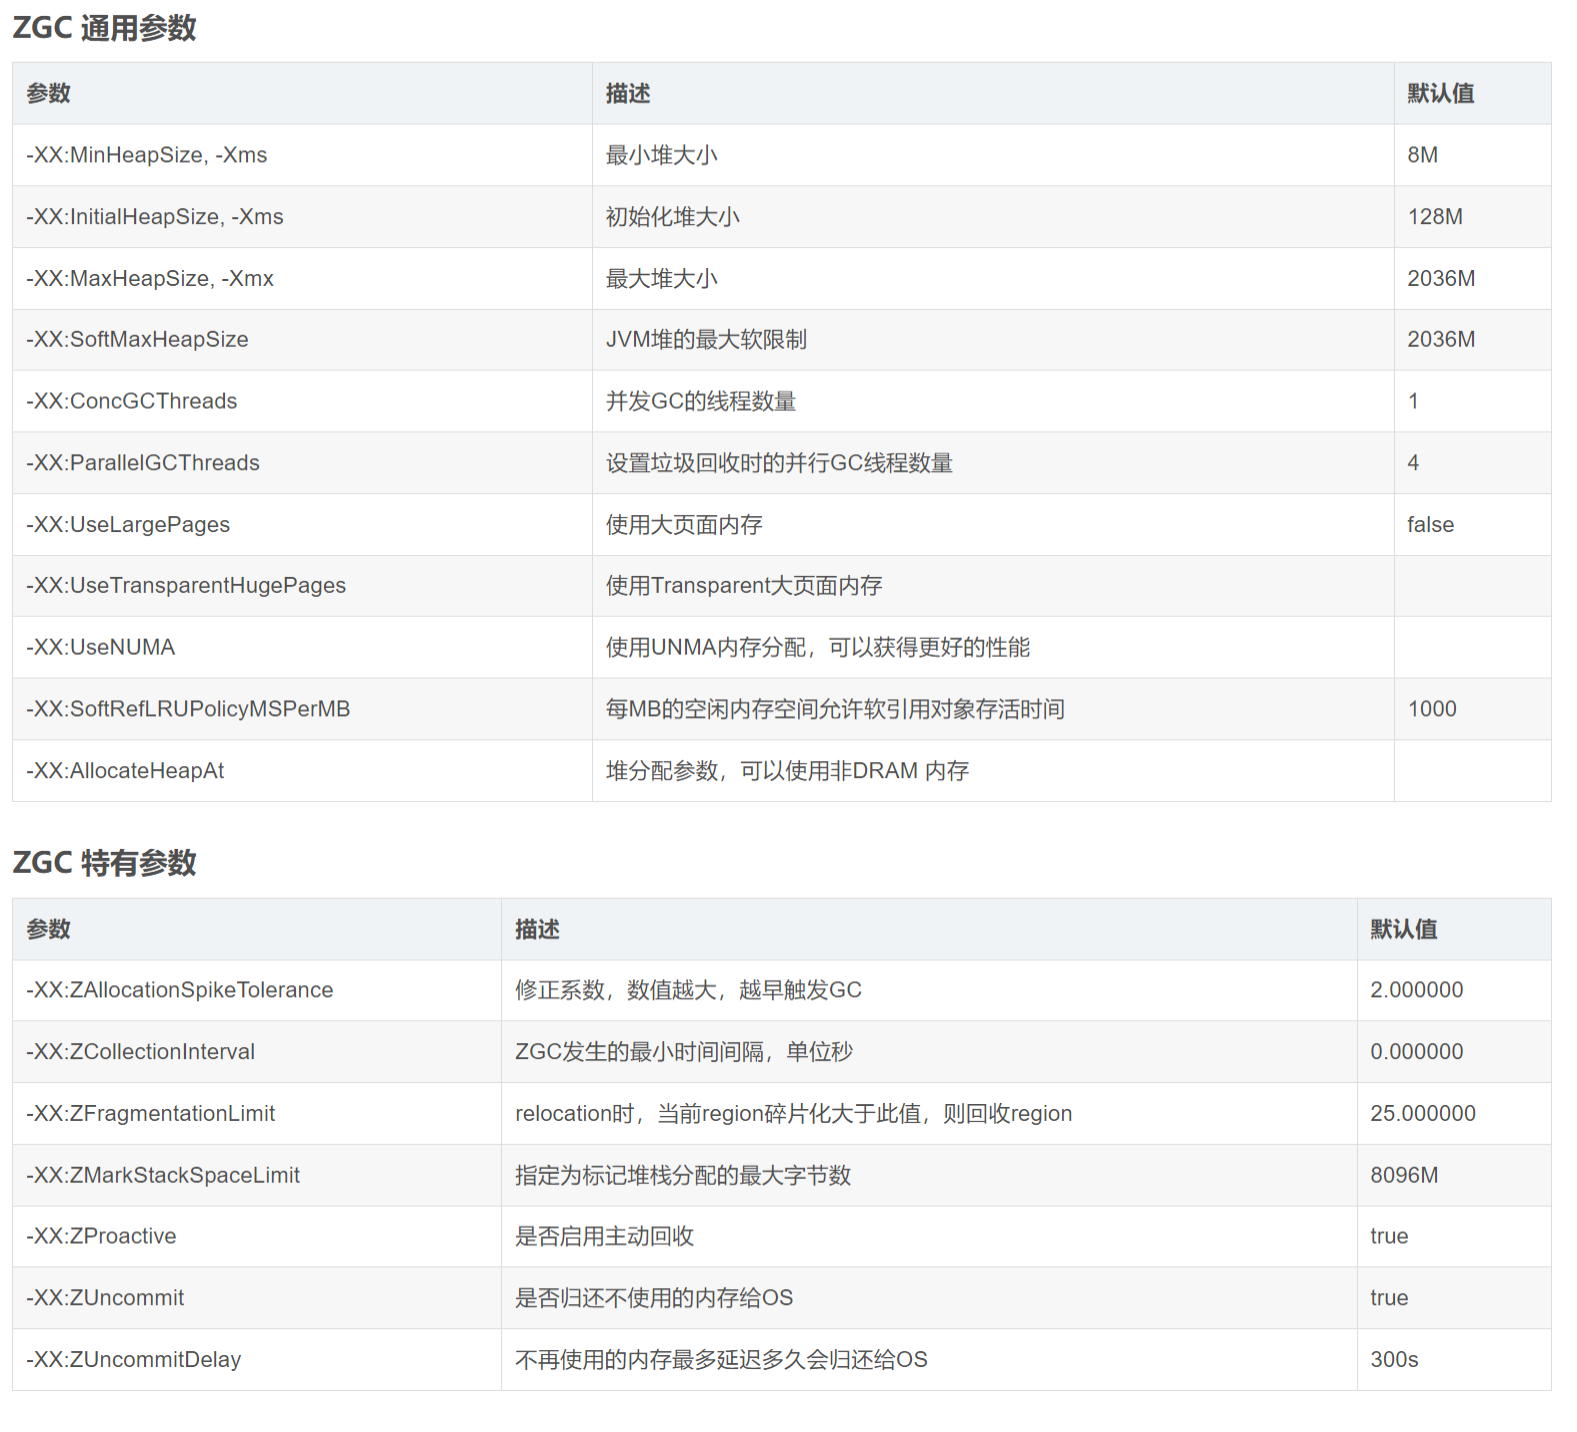 ZGC 通用参数
参数 描述 默认值
-XX:MinHeapSize, -Xms 最小堆大小 8M
-XX:InitialHeapSize, -Xms 初始化堆大小 128M
-XX:MaxHeapSize, -Xmx 最大堆大小 2036M
-XX:SoftMaxHeapSize JVM堆的最大软限制 2036M
-XX:ConcGCThreads 并发GC的线程数量 1
-XX:ParallelGCThreads 设置垃圾回收时的并行GC线程数量 4
-XX:UseLargePages 使用大页面内存 false
-XX:UseTransparentHugePages 使用Transparent大页面内存
-XX:UseNUMA 使用UNMA内存分配，可以获得更好的性能
-XX:SoftRefLRUPolicyMSPerMB 每MB的空闲内存空间允许软引用对象存活时间 1000
-XX:AllocateHeapAt 堆分配参数，可以使用非DRAM 内存
ZGC 特有参数
参数 描述 默认值
-XX:ZAllocationSpikeTolerance 修正系数，数值越大，越早触发GC 2.000000
-XX:ZCollectionInterval ZGC发生的最小时间间隔，单位秒 0.000000
-XX:ZFragmentationLimit relocation时，当前region碎片化大于此值，则回收region 25.000000
-XX:ZMarkStackSpaceLimit 指定为标记堆栈分配的最大字节数 8096M
-XX:ZProactive 是否启用主动回收 true
-XX:ZUncommit 是否归还不使用的内存给OS true
-XX:ZUncommitDelay 不再使用的内存最多延迟多久会归还给OS 300s